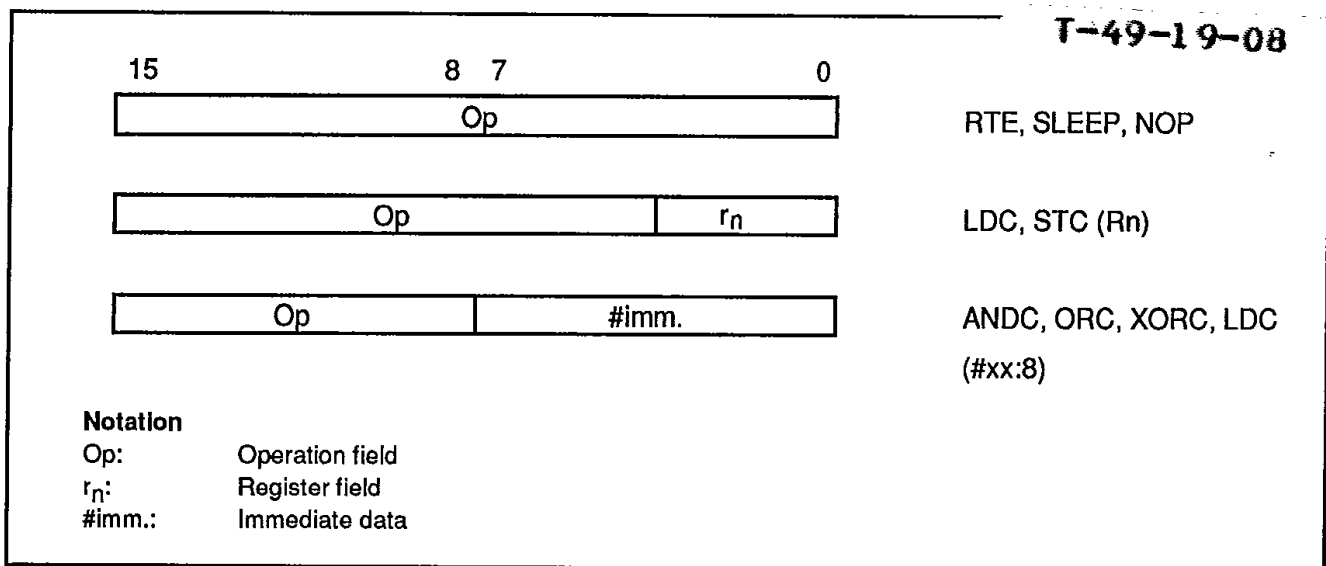 T-49-19-08
15 8 7 0
Op RTE, SLEEP, NOP
Op rn LDC, STC (Rn)
Op #imm. ANDC, ORC, XORC, LDC
(#xx:8)
Notation
Op: Operation field
rn: Register field
#imm.: Immediate data